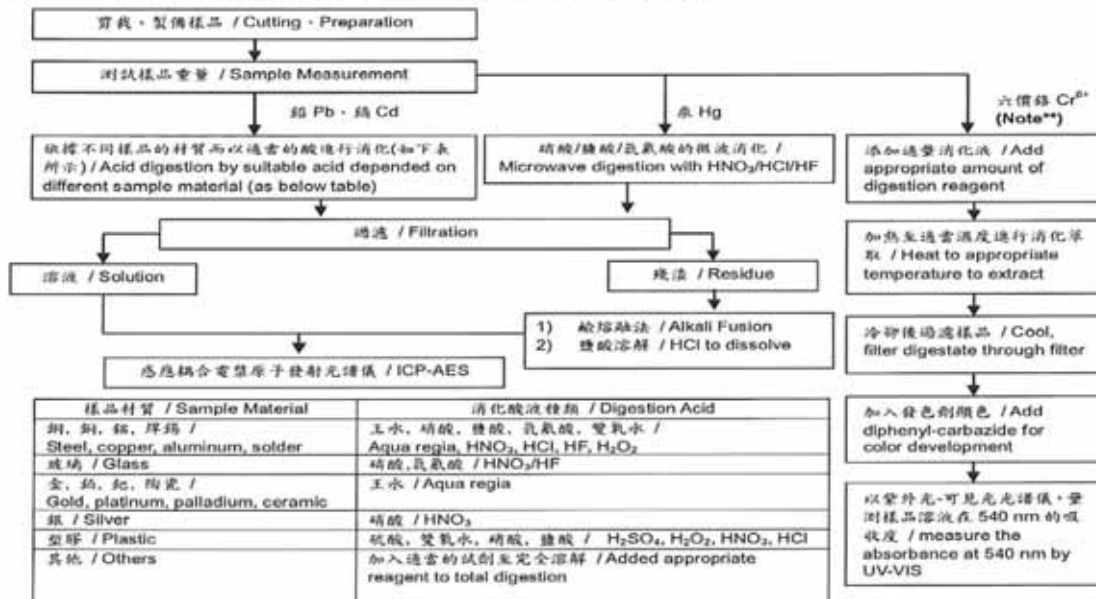 剪裁、製備樣品 / Cutting、Preparation
測試樣品重量 / Sample Measurement
鉛 Pb、鎘 Cd
汞 Hg
六價鉻 Cr⁶⁺
(Note**)
依據不同樣品的材質而以適當的酸進行消化(如下表
所示) / Acid digestion by suitable acid depended on
different sample material (as below table)
硝酸/鹽酸/氫氟酸的微波消化 /
Microwave digestion with HNO₃/HCl/HF
添加適量消化液 / Add
appropriate amount of
digestion reagent
過濾 / Filtration
加熱至適當溫度進行消化萃
取 / Heat to appropriate
temperature to extract
溶液 / Solution
殘渣 / Residue
1) 鹼熔融法 / Alkali Fusion
2) 鹽酸溶解 / HCl to dissolve
冷卻後過濾樣品 / Cool,
filter digestate through filter
感應耦合電漿原子發射光譜儀 / ICP-AES
加入發色劑顯色 / Add
diphenyl-carbazide for
color development
以紫外光-可見光光譜儀，量
測樣品溶液在 540 nm 的吸
收度 / measure the
absorbance at 540 nm by
UV-VIS
樣品材質 / Sample Material
消化酸液種類 / Digestion Acid
鋼, 銅, 鋁, 焊錫 /
Steel, copper, aluminum, solder
王水, 硝酸, 鹽酸, 氫氟酸, 雙氧水 /
Aqua regia, HNO₃, HCl, HF, H₂O₂
玻璃 / Glass
硝酸,氫氟酸 / HNO₃/HF
金, 鉑, 鈀, 陶瓷 /
Gold, platinum, palladium, ceramic
王水 / Aqua regia
銀 / Silver
硝酸 / HNO₃
塑膠 / Plastic
硫酸, 雙氧水, 硝酸, 鹽酸 / H₂SO₄, H₂O₂, HNO₃, HCl
其他 / Others
加入適當的試劑至完全溶解 / Added appropriate
reagent to total digestion